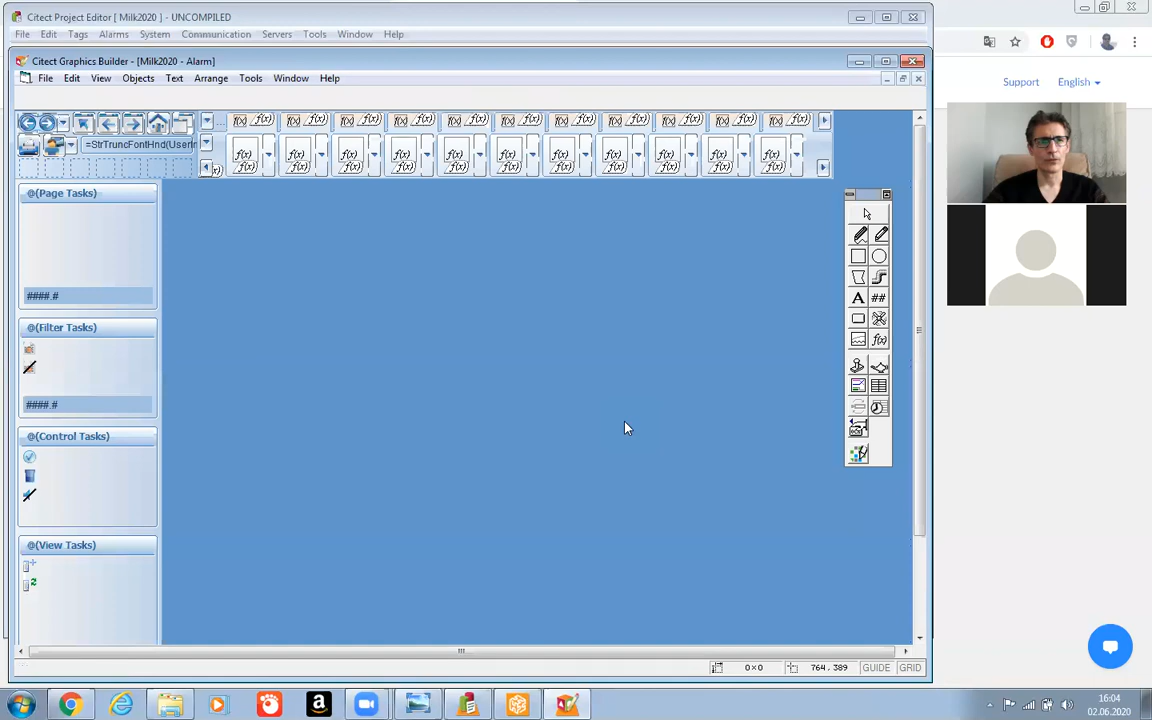 Citect Project Editor [ Milk2020 ] - UNCOMPILED
File Edit Tags Alarms System Communication Servers Tools Window Help
Citect Graphics Builder - [Milk2020 - Alarm]
File Edit View Objects Text Arrange Tools Window Help
Support English
f(x) f(x) f(x) f(x) f(x) f(x) f(x) f(x) f(x) f(x) f(x)
=StrTruncFontHnd(UserIn
f(x) f(x) f(x) f(x) f(x) f(x) f(x) f(x) f(x) f(x) f(x)
f(x) f(x) f(x) f(x) f(x) f(x) f(x) f(x) f(x) f(x) f(x)
@(Page Tasks)
####.#
A ##
@(Filter Tasks)
f(x)
####.#
@(Control Tasks)
@(View Tasks)
0×0 764 , 389 GUIDE GRID
16:04
02.06.2020